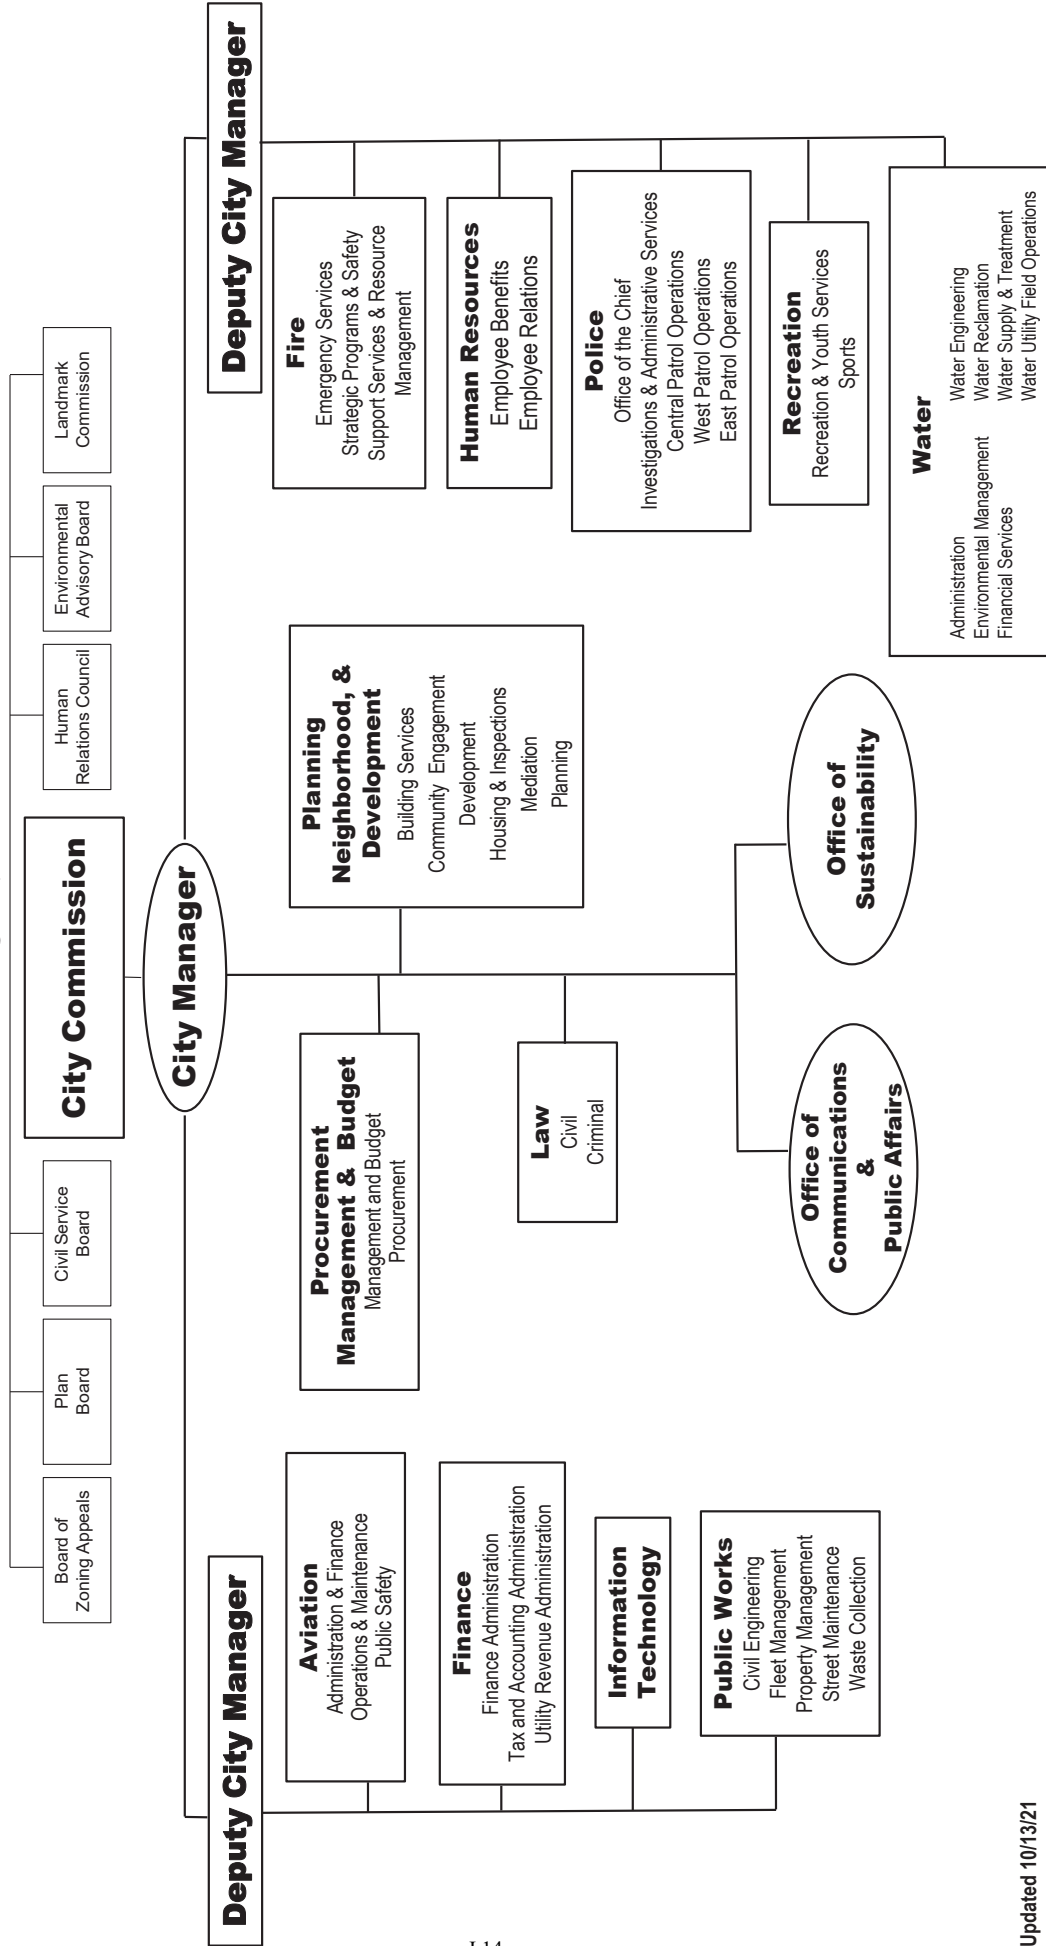 City Commission
Board of
Zoning Appeals
Plan
Board
Civil Service
Board
Human
Relations Council
Environmental
Advisory Board
Landmark
Commission
City Manager
Deputy City Manager
Aviation
Administration & Finance
Operations & Maintenance
Public Safety
Finance
Finance Administration
Tax and Accounting Administration
Utility Revenue Administration
Information
Technology
Public Works
Civil Engineering
Fleet Management
Property Management
Street Maintenance
Waste Collection
Procurement
Management & Budget
Management and Budget
Procurement
Law
Civil
Criminal
Planning
Neighborhood, &
Development
Building Services
Community Engagement
Development
Housing & Inspections
Mediation
Planning
Office of
Communications
&
Public Affairs
Office of
Sustainability
Deputy City Manager
Fire
Emergency Services
Strategic Programs & Safety
Support Services & Resource
Management
Human Resources
Employee Benefits
Employee Relations
Police
Office of the Chief
Investigations & Administrative Services
Central Patrol Operations
West Patrol Operations
East Patrol Operations
Recreation
Recreation & Youth Services
Sports
Water
Administration
Environmental Management
Financial Services
Water Engineering
Water Reclamation
Water Supply & Treatment
Water Utility Field Operations
Updated 10/13/21